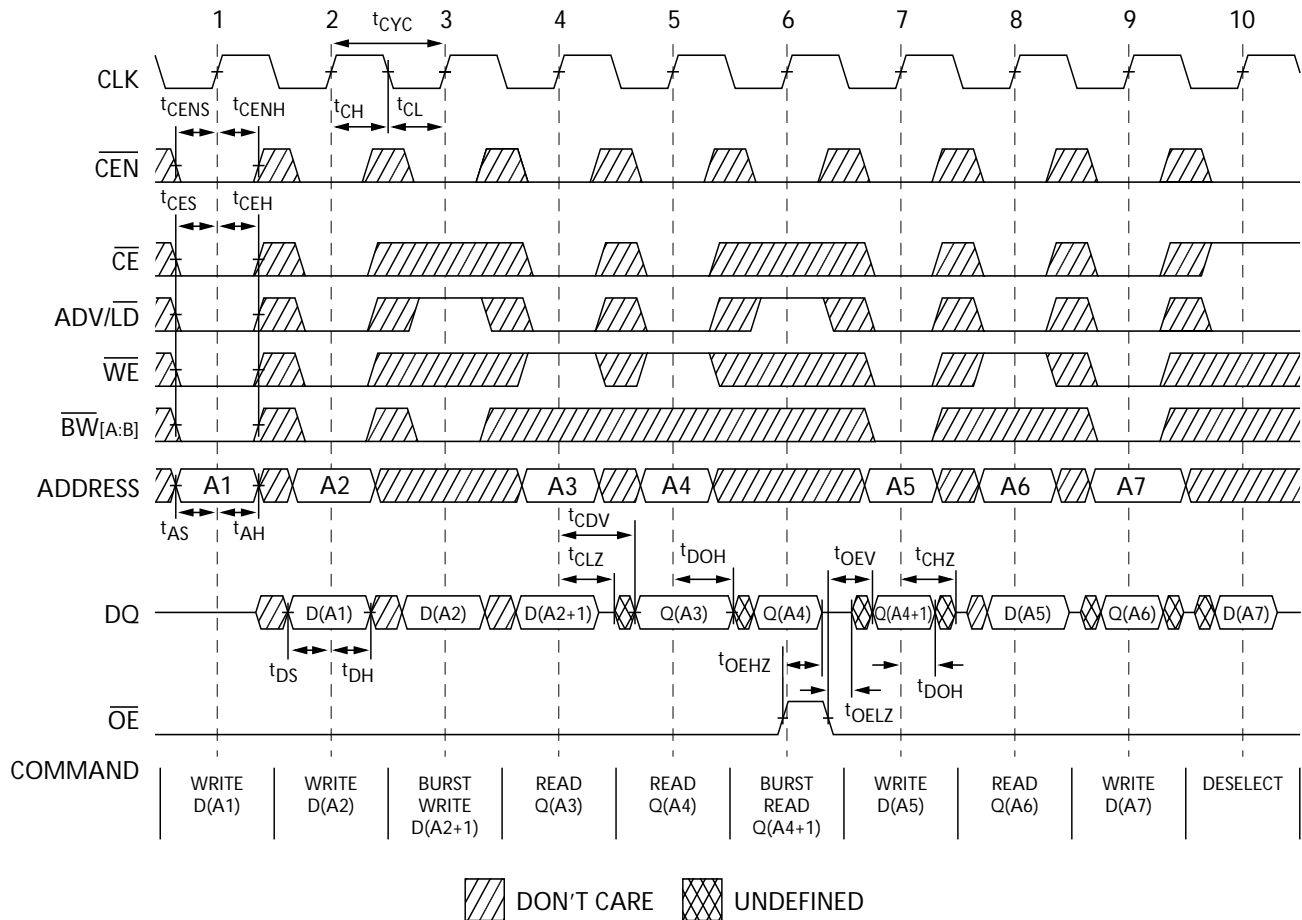 1 2 3 4 5 6 7 8 9 10
tCYC
CLK
tCENS tCENH tCH tCL
CEN
tCES tCEH
CE
ADV/LD
WE
BW[A:B]
ADDRESS A1 A2 A3 A4 A5 A6 A7
tAS tAH
tCDV
tCLZ tDOH tOEV tCHZ
DQ D(A1) D(A2) D(A2+1) Q(A3) Q(A4) Q(A4+1) D(A5) Q(A6) D(A7)
tDS tDH tOEHZ tDOH
tOELZ
OE
COMMAND
WRITE WRITE BURST READ READ BURST WRITE READ WRITE DESELECT
D(A1) D(A2) WRITE Q(A3) Q(A4) READ D(A5) Q(A6) D(A7)
D(A2+1) Q(A4+1)
DON'T CARE UNDEFINED